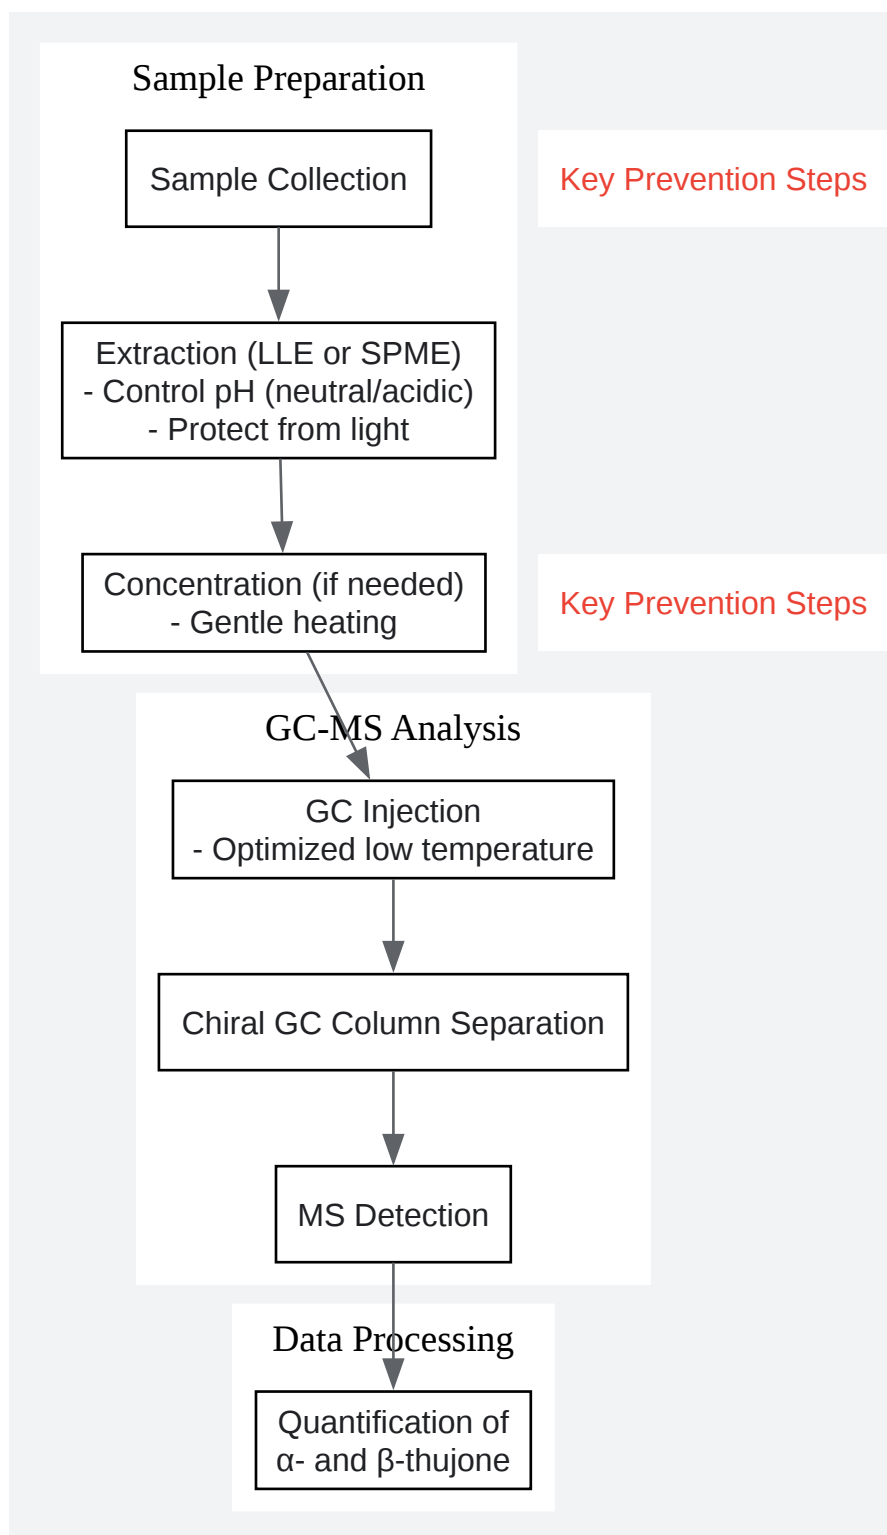 Sample Preparation
Sample Collection
Key Prevention Steps
Extraction (LLE or SPME)
- Control pH (neutral/acidic)
- Protect from light
Concentration (if needed)
- Gentle heating
Key Prevention Steps
GC-MS Analysis
GC Injection
- Optimized low temperature
Chiral GC Column Separation
MS Detection
Data Processing
Quantification of
α- and β-thujone